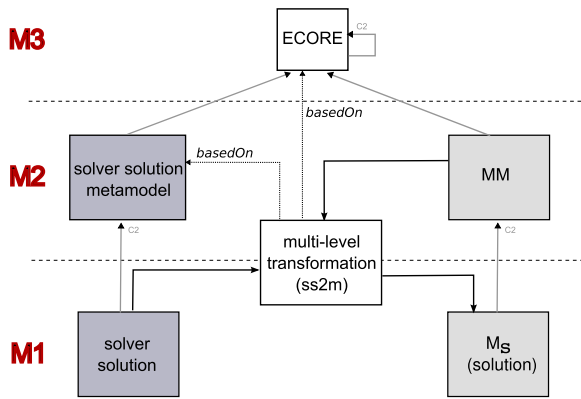 M3
ECORE
C2
basedOn
basedOn
M2
solver solution
metamodel
MM
C2
multi-level
transformation
(ss2m)
C2
M1
solver
solution
MS
(solution)